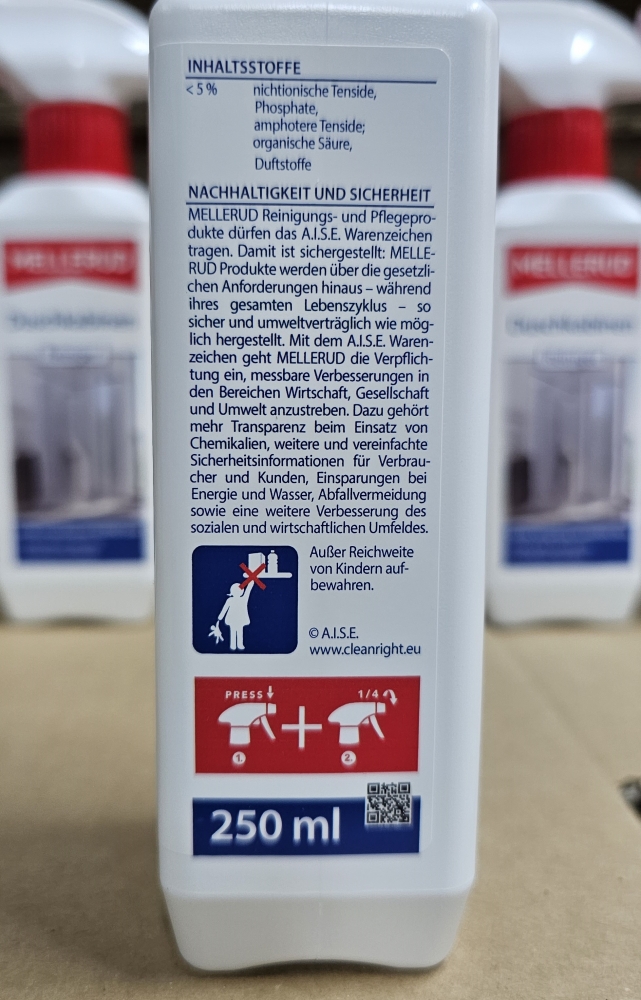 INHALTSSTOFFE
< 5 % nichtionische Tenside,
Phosphate,
amphotere Tenside;
organische Säure,
Duftstoffe
NACHHALTIGKEIT UND SICHERHEIT
MELLERUD Reinigungs- und Pflegepro-
dukte dürfen das A.I.S.E. Warenzeichen
tragen. Damit ist sichergestellt: MELLE-
RUD Produkte werden über die gesetzli-
chen Anforderungen hinaus – während
ihres gesamten Lebenszyklus – so
sicher und umweltverträglich wie mög-
lich hergestellt. Mit dem A.I.S.E. Waren-
zeichen geht MELLERUD die Verpflich-
tung ein, messbare Verbesserungen in
den Bereichen Wirtschaft, Gesellschaft
und Umwelt anzustreben. Dazu gehört
mehr Transparenz beim Einsatz von
Chemikalien, weitere und vereinfachte
Sicherheitsinformationen für Verbrau-
cher und Kunden, Einsparungen bei
Energie und Wasser, Abfallvermeidung
sowie eine weitere Verbesserung des
sozialen und wirtschaftlichen Umfeldes.
Außer Reichweite
von Kindern auf-
bewahren.
© A.I.S.E.
www.cleanright.eu
PRESS 1/4
1. 2.
250 ml
MELLERUD
Duschkabinen
MELLERUD
Duschkabinen